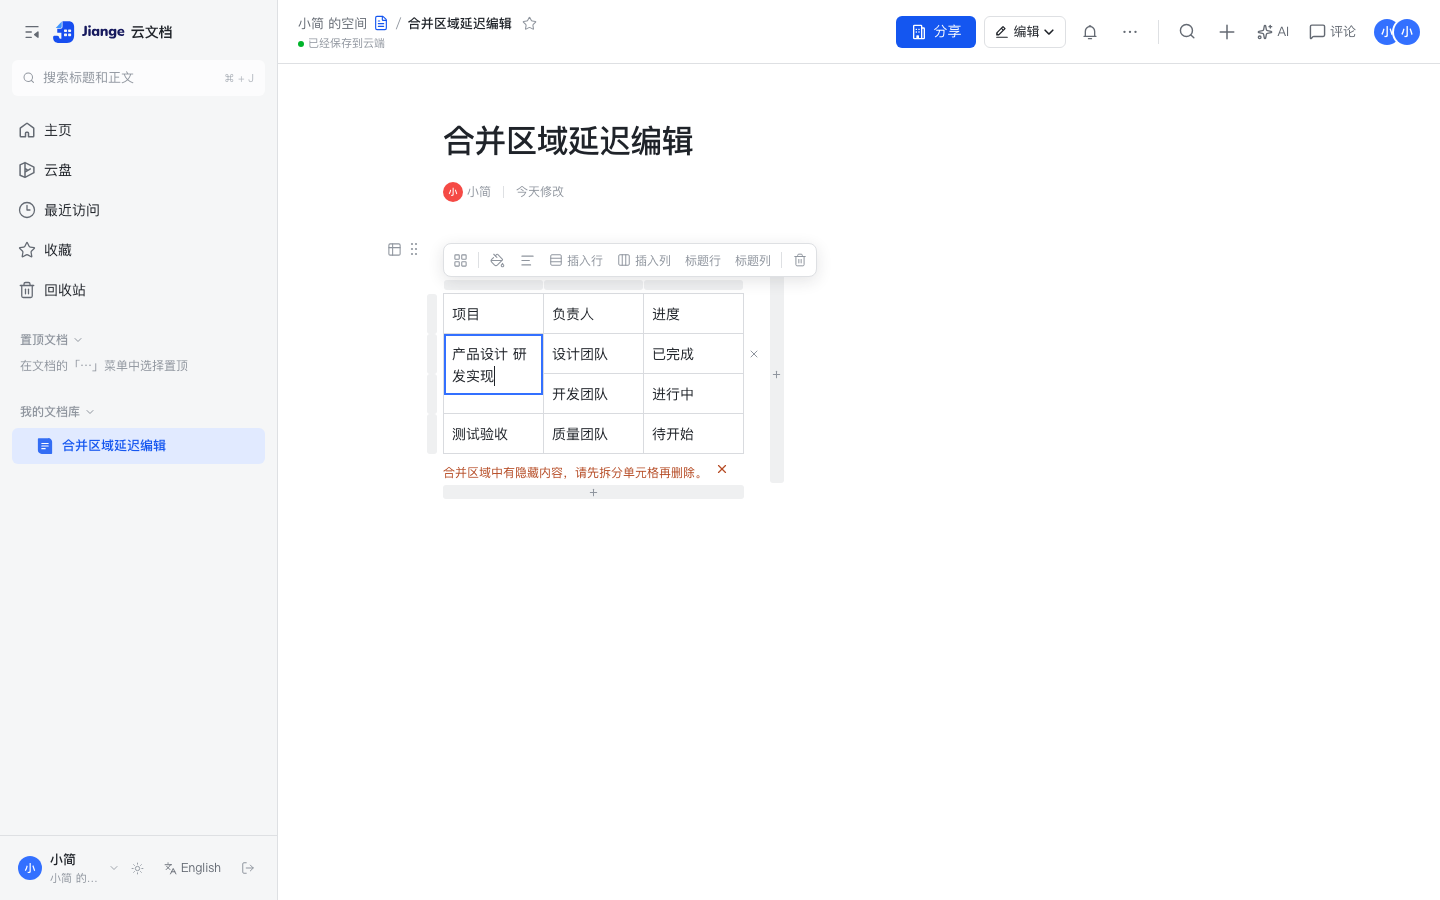 Jiange 云文档
搜索标题和正文 ⌘ + J
主页
云盘
最近访问
收藏
回收站
置顶文档
在文档的「···」菜单中选择置顶
我的文档库
合并区域延迟编辑
小简
小简 的...
小
English
小简 的空间 / 合并区域延迟编辑
已经保存到云端
分享
编辑
AI
评论
小 小
合并区域延迟编辑
小 小简 今天修改
插入行 插入列 标题行 标题列
项目 负责人 进度
产品设计 研 设计团队 已完成
发实现
开发团队 进行中
测试验收 质量团队 待开始
合并区域中有隐藏内容，请先拆分单元格再删除。